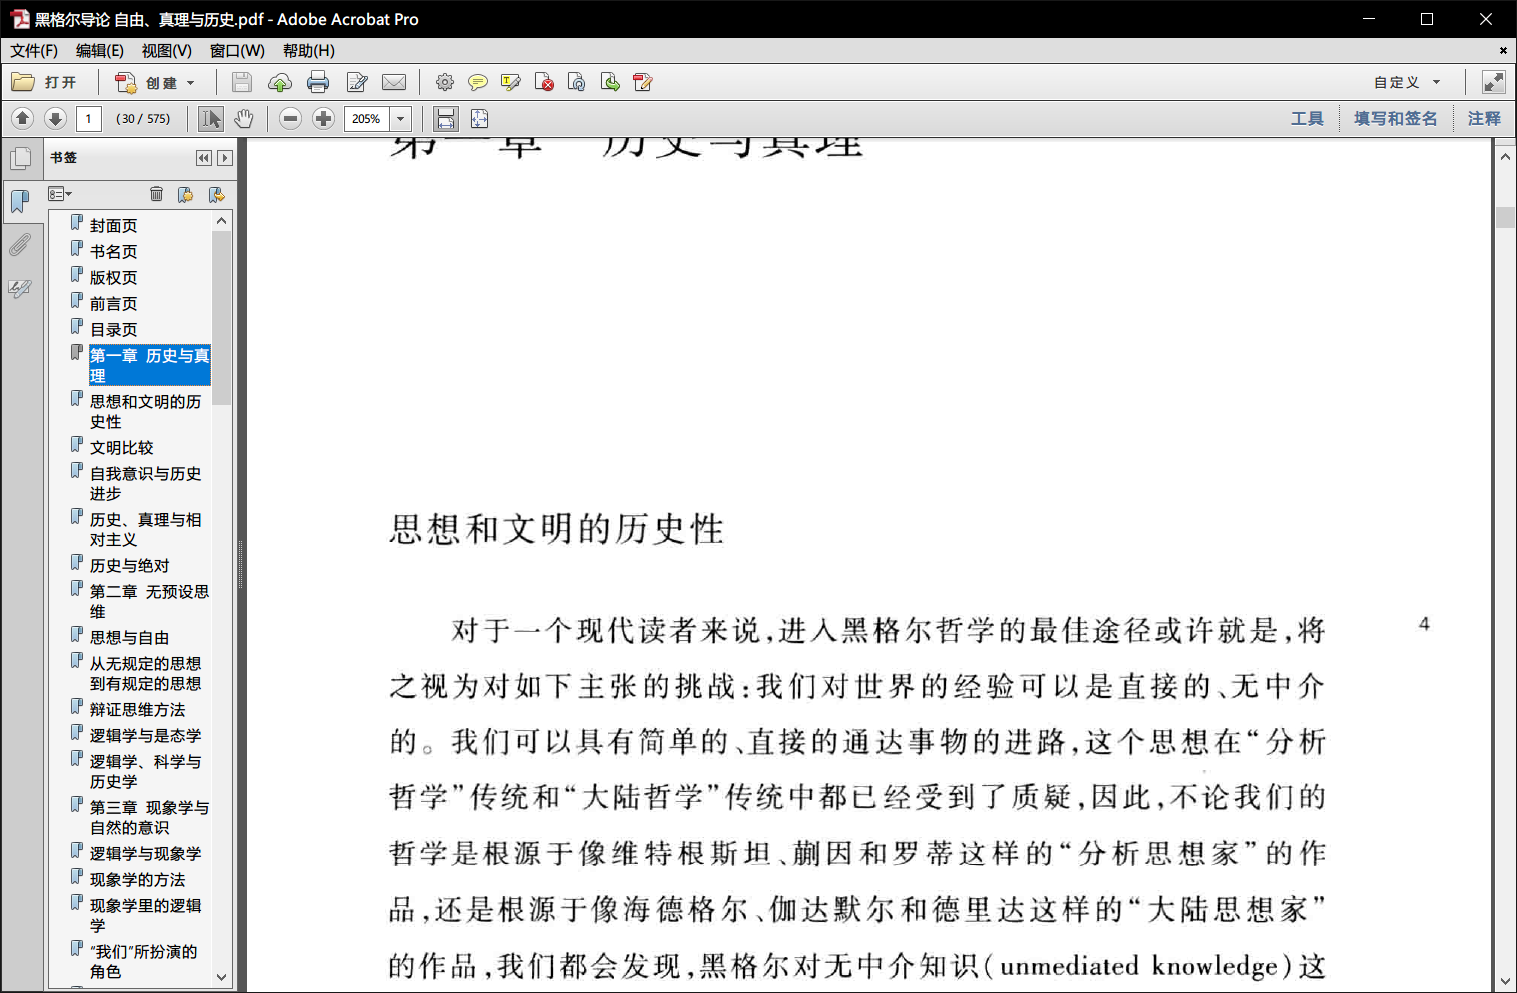 黑格尔导论 自由、真理与历史.pdf - Adobe Acrobat Pro
文件(F) 编辑(E) 视图(V) 窗口(W) 帮助(H)
打开 创建 自定义
1 (30 / 575) 205% 工具 填写和签名 注释
书签
封面页
书名页
版权页
前言页
目录页
第一章 历史与真
理
思想和文明的历
史性
文明比较
自我意识与历史
进步
历史、真理与相
对主义
历史与绝对
第二章 无预设思
维
思想与自由
从无规定的思想
到有规定的思想
辩证思维方法
逻辑学与是态学
逻辑学、科学与
历史学
第三章 现象学与
自然的意识
逻辑学与现象学
现象学的方法
现象学里的逻辑
学
“我们”所扮演的
角色
第一章 历史与真理
思想和文明的历史性
对于一个现代读者来说,进入黑格尔哲学的最佳途径或许就是,将
4
之视为对如下主张的挑战:我们对世界的经验可以是直接的、无中介
的。我们可以具有简单的、直接的通达事物的进路,这个思想在“分析
哲学”传统和“大陆哲学”传统中都已经受到了质疑,因此,不论我们的
哲学是根源于像维特根斯坦、蒯因和罗蒂这样的“分析思想家”的作
品,还是根源于像海德格尔、伽达默尔和德里达这样的“大陆思想家”
的作品,我们都会发现,黑格尔对无中介知识(unmediated knowledge)这